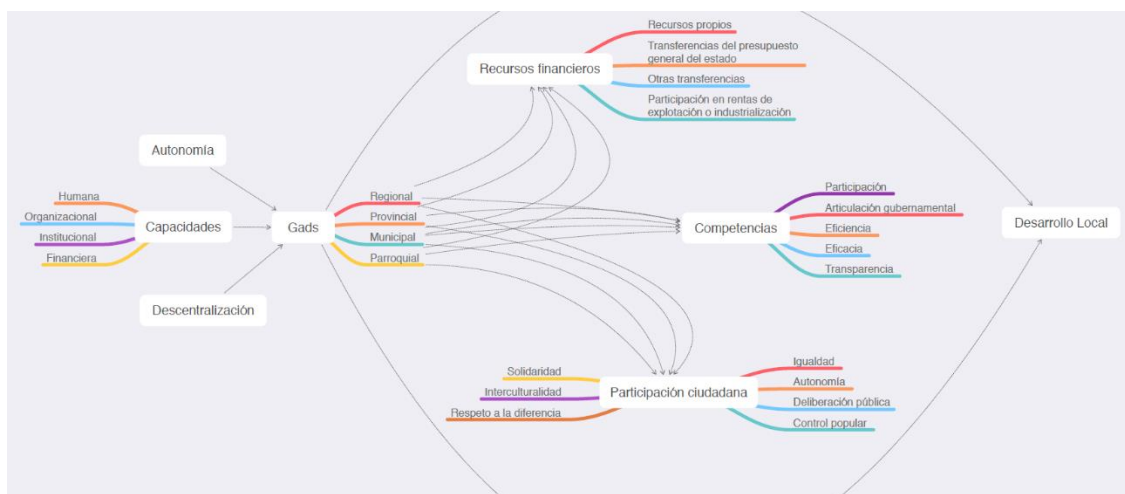 Recursos propios
Transferencias del presupuesto
general del estado
Recursos financieros
Otras transferencias
Participación en rentas de
explotación o industrialización
Autonomía
Humana
Organizacional
Institucional
Financiera
Capacidades
Descentralización
Gads
Regional
Provincial
Municipal
Parroquial
Competencias
Participación
Articulación gubernamental
Eficiencia
Eficacia
Transparencia
Desarrollo Local
Solidaridad
Interculturalidad
Respeto a la diferencia
Participación ciudadana
Igualdad
Autonomía
Deliberación pública
Control popular